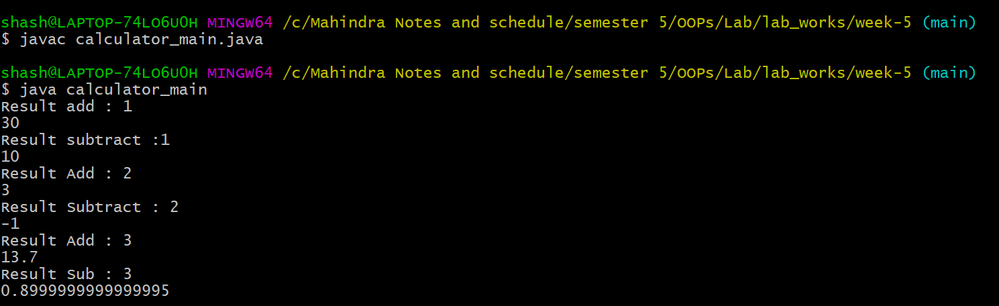 shash@LAPTOP-74LO6U0H MINGW64 /c/Mahindra Notes and schedule/semester 5/OOPs/Lab/lab_works/week-5 (main)
$ javac calculator_main.java
shash@LAPTOP-74LO6U0H MINGW64 /c/Mahindra Notes and schedule/semester 5/OOPs/Lab/lab_works/week-5 (main)
$ java calculator_main
Result add : 1
30
Result subtract :1
10
Result Add : 2
3
Result Subtract : 2
-1
Result Add : 3
13.7
Result Sub : 3
0.8999999999999995